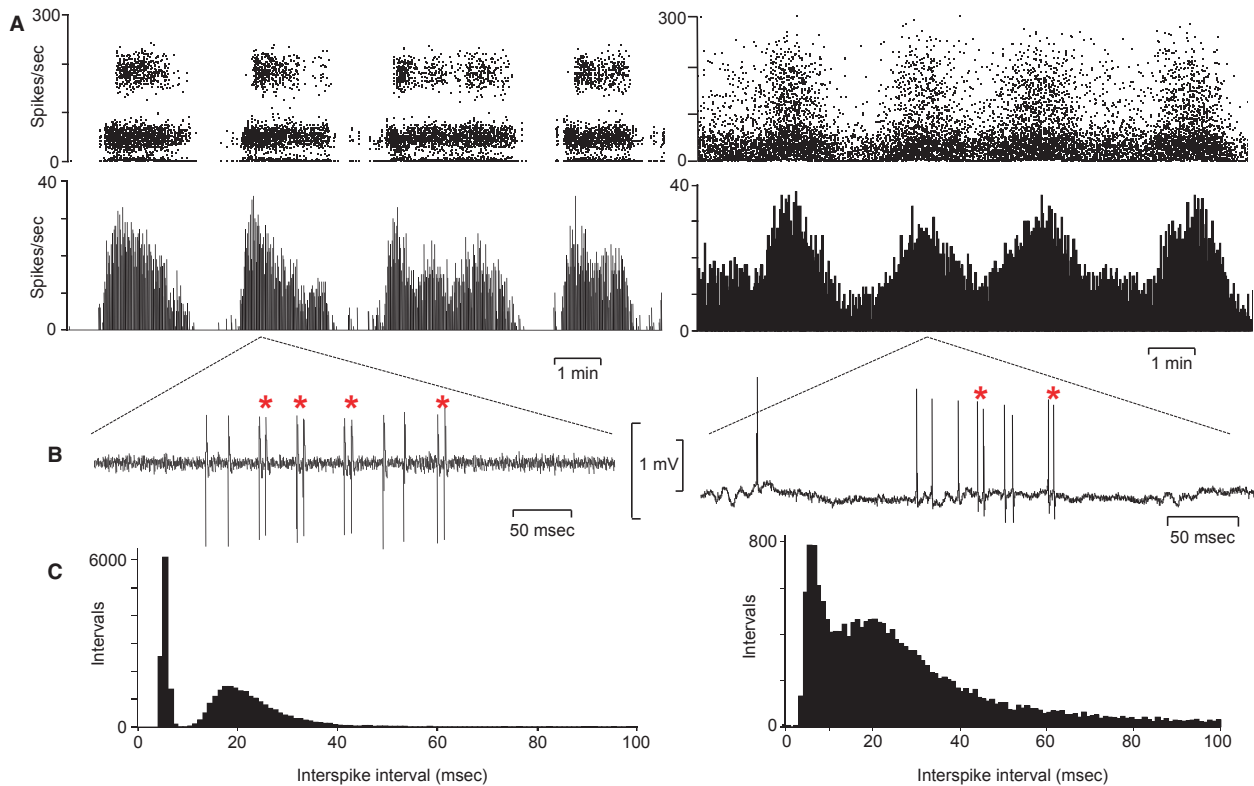 A
300
Spikes/sec
0
300
0
40
Spikes/sec
0
40
0
1 min
1 min
* * * *
* *
B
1 mV
50 msec
50 msec
C
6000
Intervals
0
0 20 40 60 80 100
Interspike interval (msec)
800
Intervals
0
0 20 40 60 80 100
Interspike interval (msec)